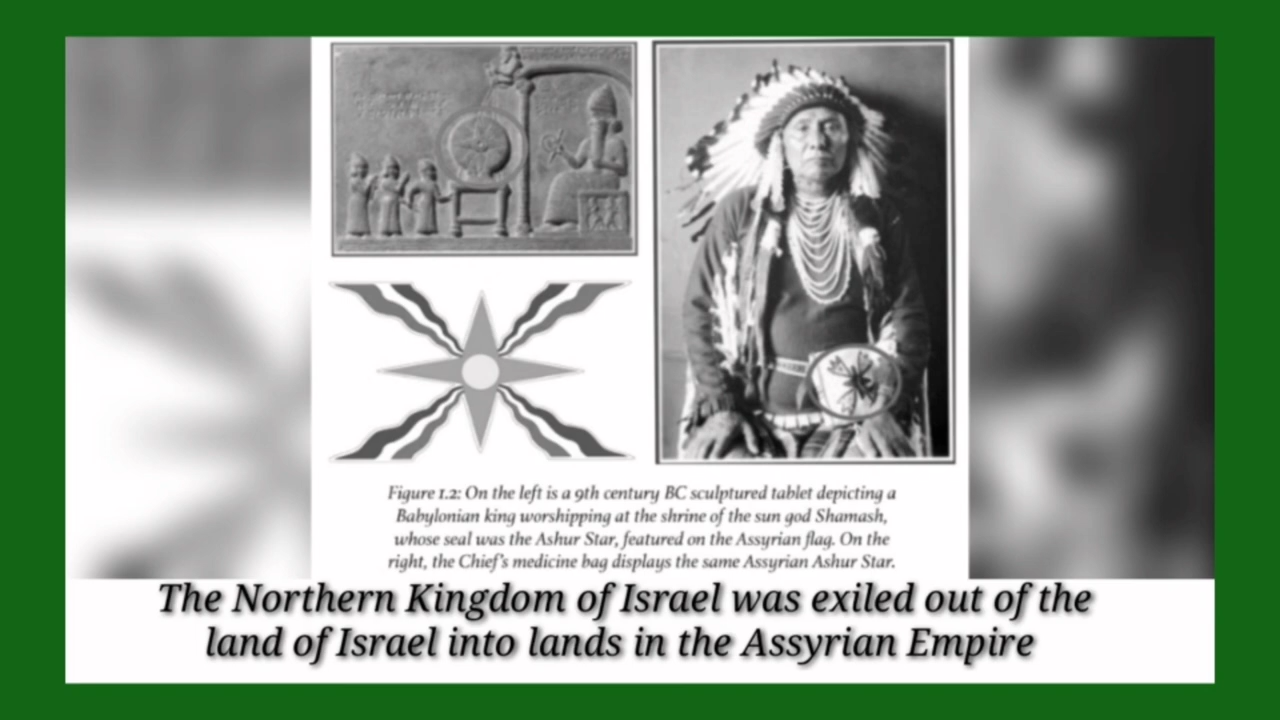 Figure 1.2: On the left is a 9th century BC sculptured tablet depicting a
Babylonian king worshipping at the shrine of the sun god Shamash,
whose seal was the Ashur Star, featured on the Assyrian flag. On the
right, the Chief's medicine bag displays the same Assyrian Ashur Star.
The Northern Kingdom of Israel was exiled out of the
land of Israel into lands in the Assyrian Empire